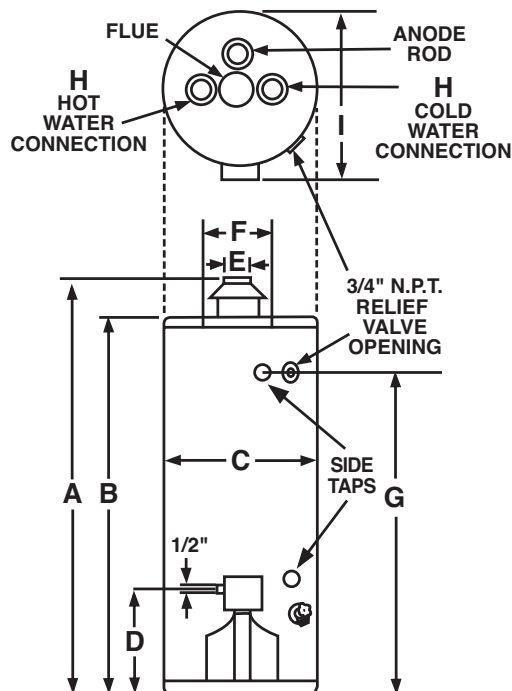 FLUE
ANODE
ROD
H
HOT
WATER
CONNECTION
H
COLD
WATER
CONNECTION
I
F
E
3/4" N.P.T.
RELIEF
VALVE
OPENING
A
B
C
SIDE
TAPS
G
1/2"
D